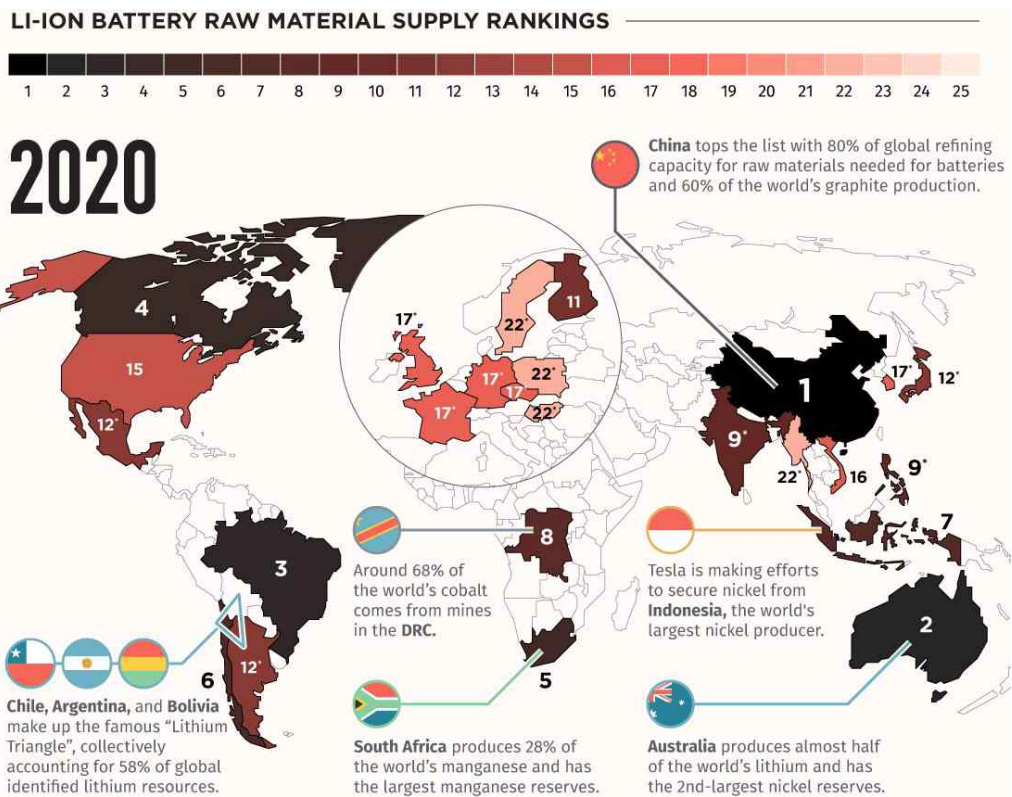 LI-ION BATTERY RAW MATERIAL SUPPLY RANKINGS
1 2 3 4 5 6 7 8 9 10 11 12 13 14 15 16 17 18 19 20 21 22 23 24 25
2020
China tops the list with 80% of global refining
capacity for raw materials needed for batteries
and 60% of the world's graphite production.
4
15
12*
17*
22*
11
17*
22*
17*
17*
22*
1
17*
12*
9*
22*
16
9*
7
3
12*
6
8
5
2
Around 68% of
the world's cobalt
comes from mines
in the DRC.
Tesla is making efforts
to secure nickel from
Indonesia, the world's
largest nickel producer.
Chile, Argentina, and Bolivia
make up the famous “Lithium
Triangle”, collectively
accounting for 58% of global
identified lithium resources.
South Africa produces 28% of
the world's manganese and has
the largest manganese reserves.
Australia produces almost half
of the world's lithium and has
the 2nd-largest nickel reserves.